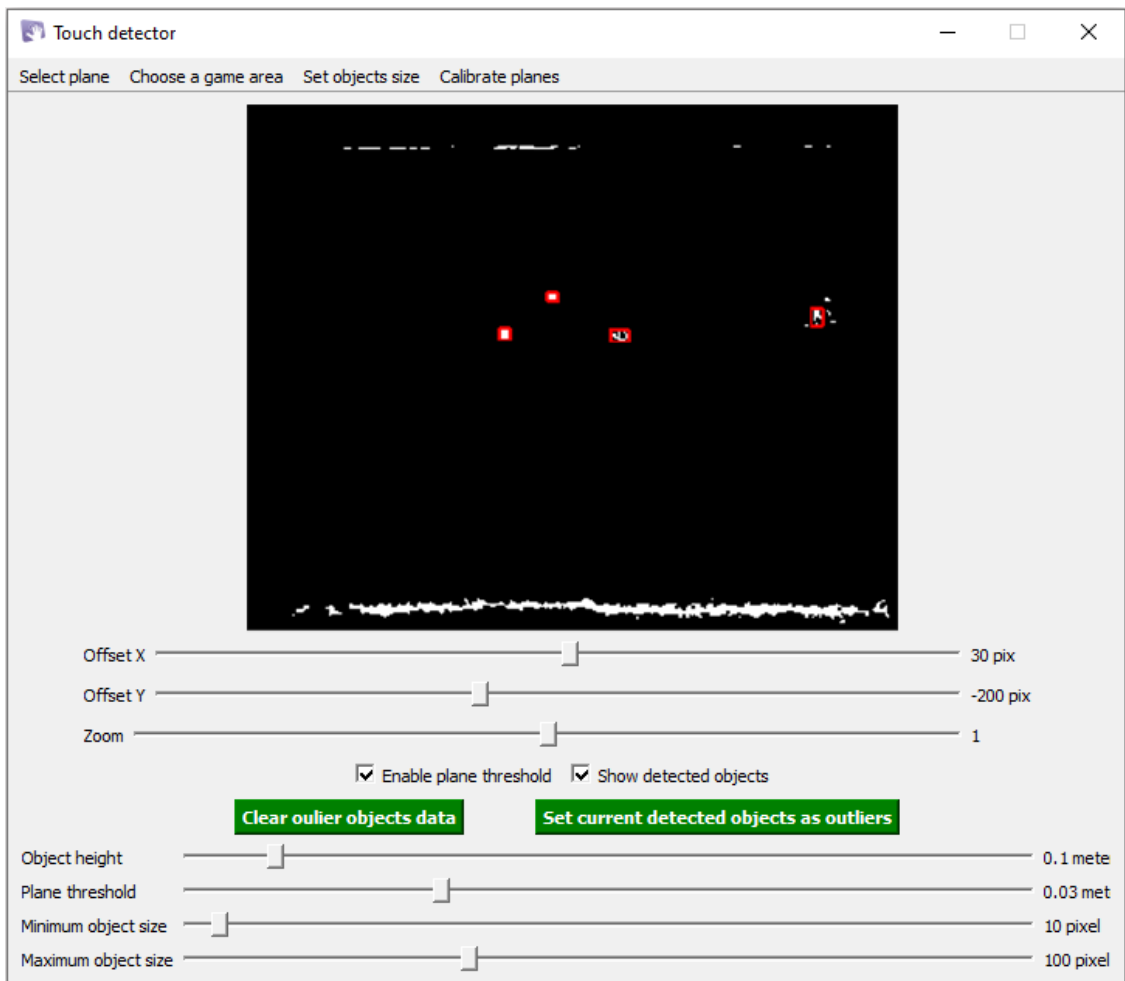 Touch detector
Select plane Choose a game area Set objects size Calibrate planes
Offset X 30 pix
Offset Y -200 pix
Zoom 1
Enable plane threshold Show detected objects
Clear oulier objects data Set current detected objects as outliers
Object height 0.1 mete
Plane threshold 0.03 met
Minimum object size 10 pixel
Maximum object size 100 pixel